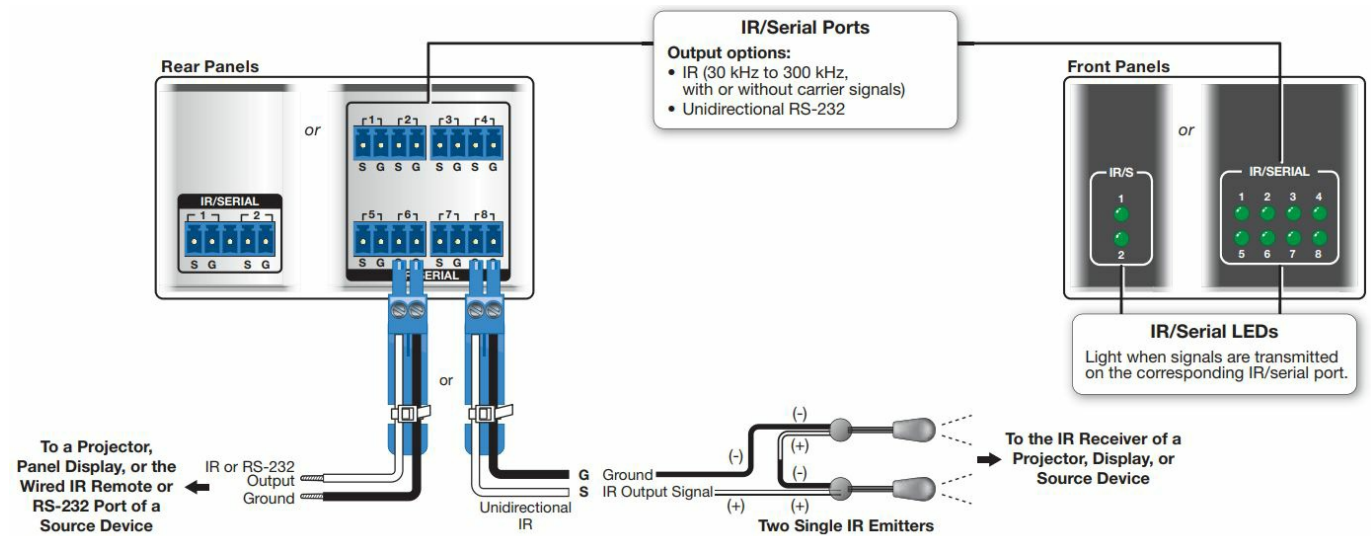 IR/Serial Ports
Output options:
• IR (30 kHz to 300 kHz,
with or without carrier signals)
• Unidirectional RS-232
Rear Panels
or
IR/SERIAL
1 2
S G S G
1 2 3 4
S G S G S G S G
5 6 7 8
S G S G
ERIAL
Front Panels
or
IR/S
1
2
IR/SERIAL
1 2 3 4
5 6 7 8
IR/Serial LEDs
Light when signals are transmitted
on the corresponding IR/serial port.
or
To a Projector,
Panel Display, or the
Wired IR Remote or
RS-232 Port of a
Source Device
IR or RS-232
Output
Ground
Unidirectional
IR
G Ground
S IR Output Signal
(-)
(-)
(+)
(-)
(+)
(+)
Two Single IR Emitters
To the IR Receiver of a
Projector, Display, or
Source Device